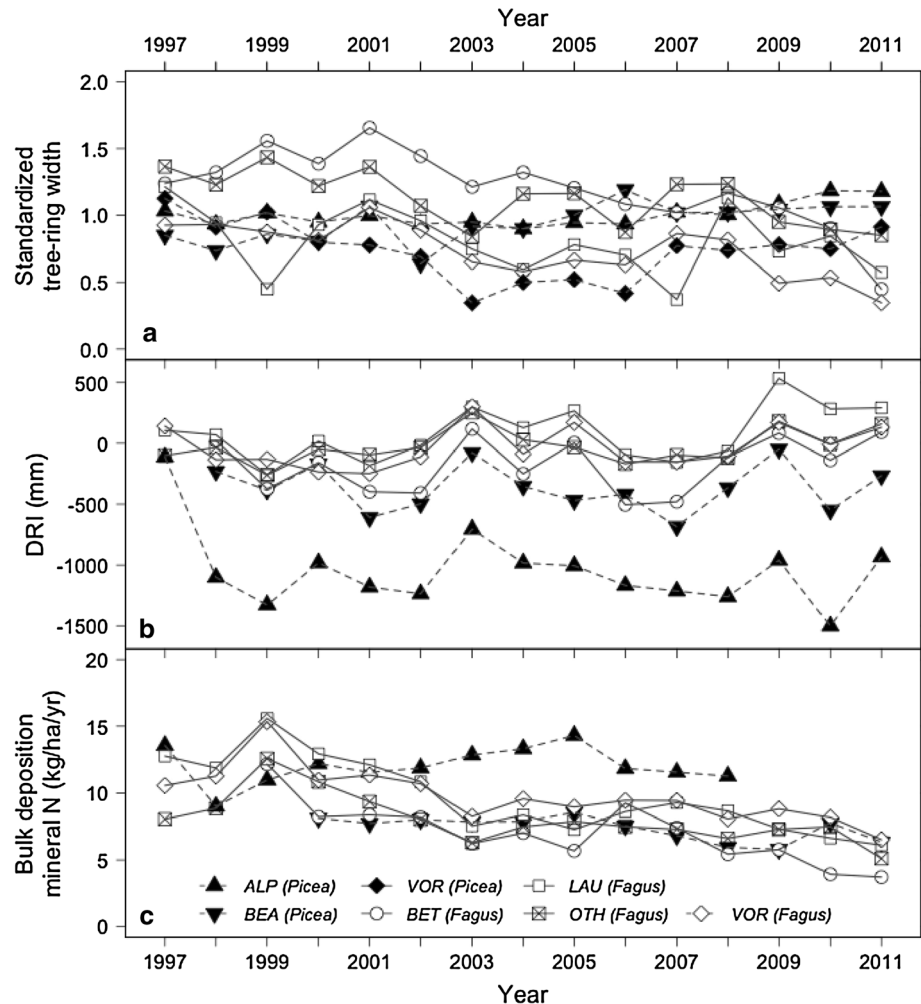 Year
1997 1999 2001 2003 2005 2007 2009 2011
Standardized
tree-ring width
2.0
1.5
1.0
0.5
0.0
a
DRI (mm)
500
0
-500
-1000
-1500
b
Bulk deposition
mineral N (kg/ha/yr)
20
15
10
5
0
ALP (Picea) VOR (Picea) LAU (Fagus)
BEA (Picea) BET (Fagus) OTH (Fagus) VOR (Fagus)
c
1997 1999 2001 2003 2005 2007 2009 2011
Year